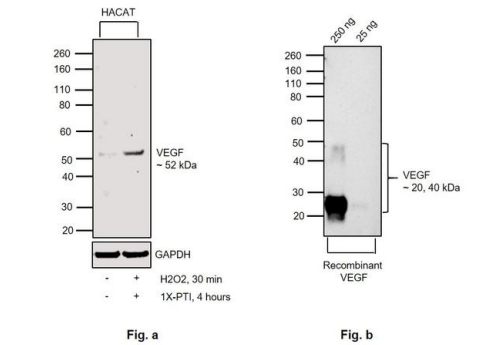 HACAT
260
160
110
80
60
50
40
30
20
VEGF
~ 52 kDa
GAPDH
- + H2O2, 30 min
- + 1X-PTI, 4 hours
Fig. a
250 ng
25 ng
260
160
110
80
60
50
40
30
20
VEGF
~ 20, 40 kDa
Recombinant
VEGF
Fig. b